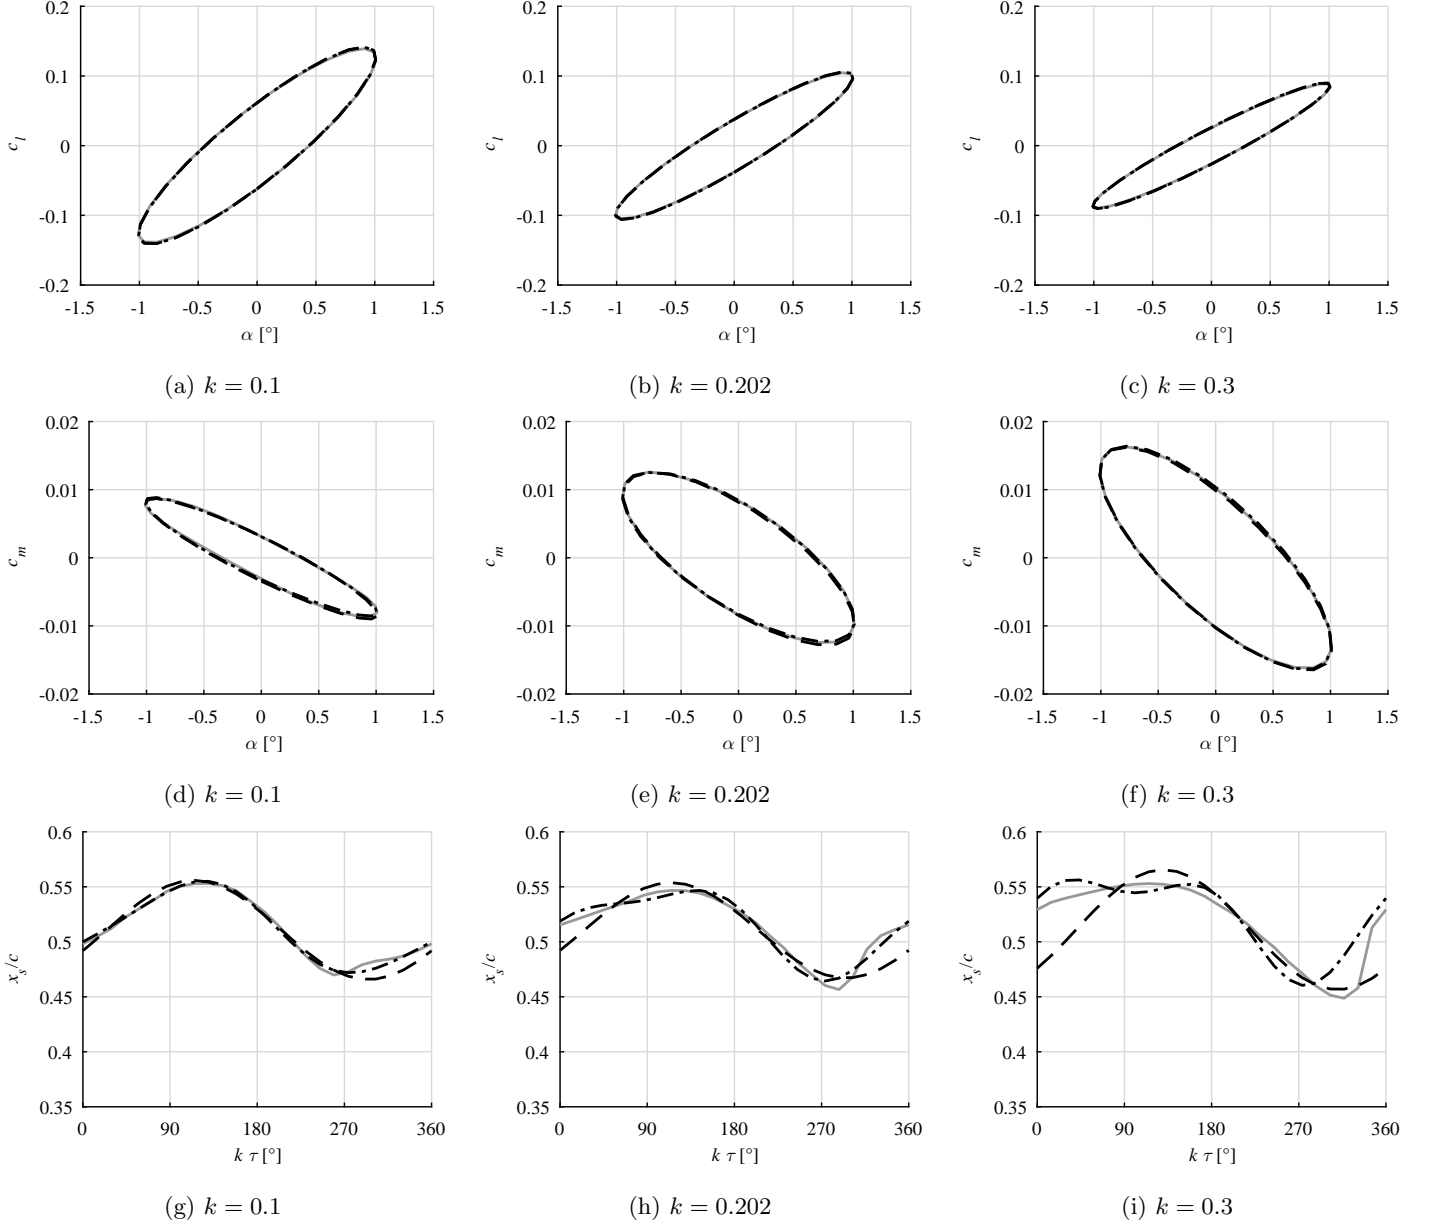 0.2 0.2 0.2
0.1 0.1 0.1
0 0 0
-0.1 -0.1 -0.1
-0.2 -0.2 -0.2
c_l c_l c_l
-1.5 -1 -0.5 0 0.5 1 1.5 -1.5 -1 -0.5 0 0.5 1 1.5 -1.5 -1 -0.5 0 0.5 1 1.5
α [°] α [°] α [°]
(a) k = 0.1 (b) k = 0.202 (c) k = 0.3
0.02 0.02 0.02
0.01 0.01 0.01
0 0 0
-0.01 -0.01 -0.01
-0.02 -0.02 -0.02
c_m c_m c_m
-1.5 -1 -0.5 0 0.5 1 1.5 -1.5 -1 -0.5 0 0.5 1 1.5 -1.5 -1 -0.5 0 0.5 1 1.5
α [°] α [°] α [°]
(d) k = 0.1 (e) k = 0.202 (f) k = 0.3
0.6 0.6 0.6
0.55 0.55 0.55
0.5 0.5 0.5
0.45 0.45 0.45
0.4 0.4 0.4
0.35 0.35 0.35
x_s/c x_s/c x_s/c
0 90 180 270 360 0 90 180 270 360 0 90 180 270 360
k τ [°] k τ [°] k τ [°]
(g) k = 0.1 (h) k = 0.202 (i) k = 0.3